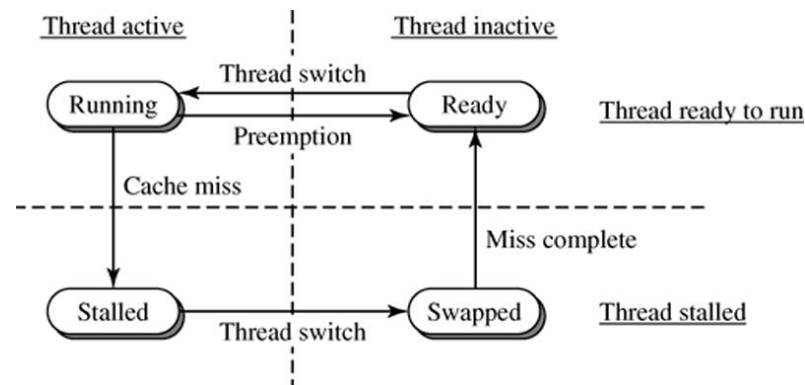 Thread active
Thread inactive
Thread switch
Running
Ready
Thread ready to run
Preemption
Cache miss
Miss complete
Stalled
Swapped
Thread stalled
Thread switch